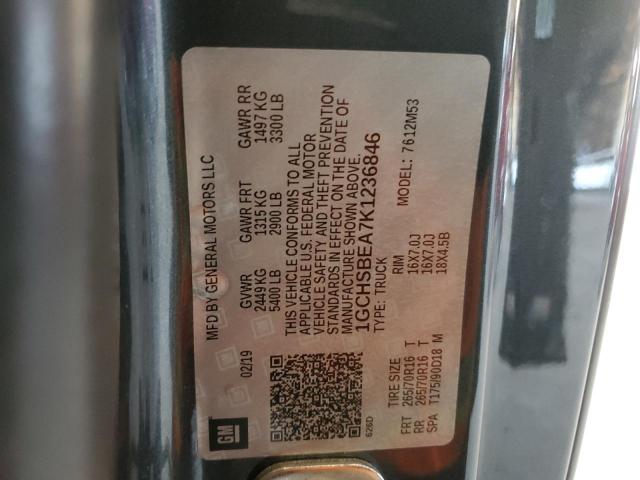 GM
02/19
MFD BY GENERAL MOTORS LLC
GVWR GAWR FRT GAWR RR
2449 KG 1315 KG 1497 KG
5400 LB 2900 LB 3300 LB
THIS VEHICLE CONFORMS TO ALL
APPLICABLE U.S. FEDERAL MOTOR
VEHICLE SAFETY AND THEFT PREVENTION
STANDARDS IN EFFECT ON THE DATE OF
MANUFACTURE SHOWN ABOVE.
1GCHSBEA7K1236846
TYPE: TRUCK MODEL: 7612M53
626D
TIRE SIZE RIM
FRT 265/70R16 T 16X7.0J
RR 265/70R16 T 16X7.0J
SPA T175/90D18 M 18X4.5B